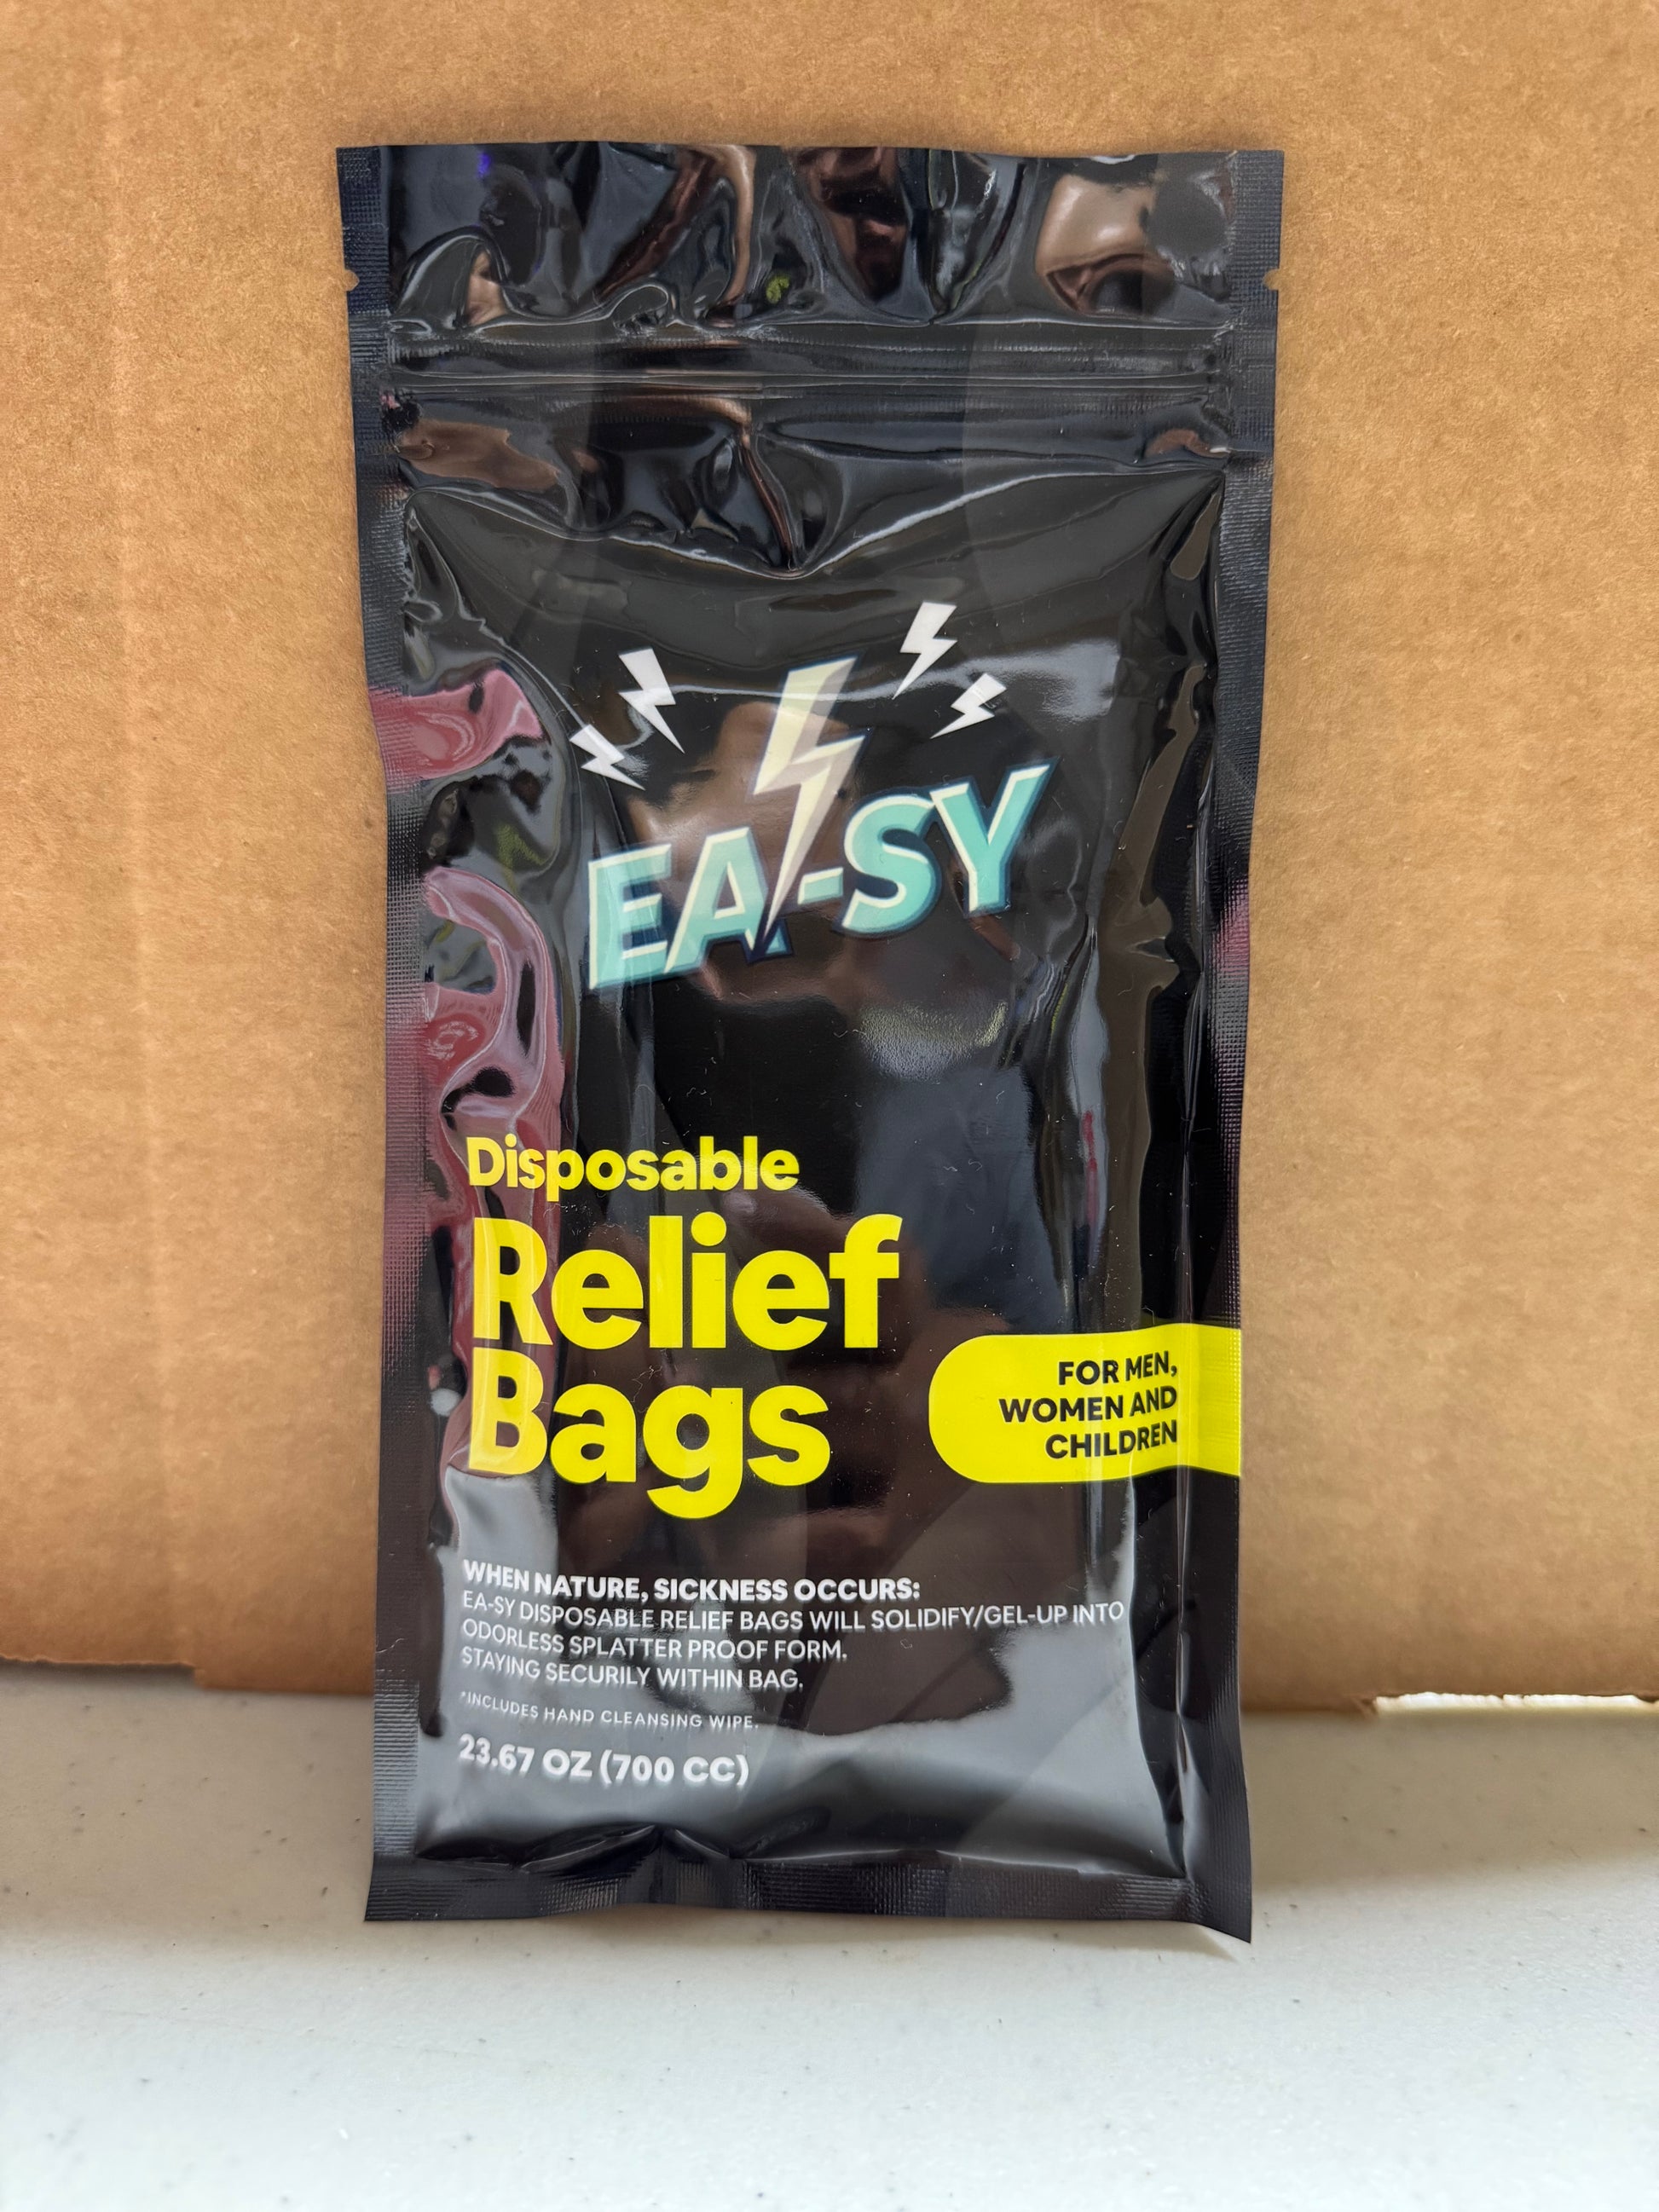 EA-SY
Disposable
Relief
Bags
FOR MEN,
WOMEN AND
CHILDREN
WHEN NATURE, SICKNESS OCCURS:
EA-SY DISPOSABLE RELIEF BAGS WILL SOLIDIFY/GEL-UP INTO
ODORLESS SPLATTER PROOF FORM.
STAYING SECURILY WITHIN BAG.
*INCLUDES HAND CLEANSING WIPE.
23.67 OZ (700 CC)